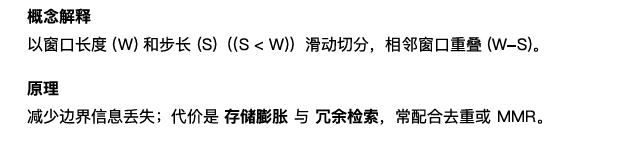 概念解释
以窗口长度 (W) 和步长 (S)（(S < W)）滑动切分，相邻窗口重叠 (W–S)。
原理
减少边界信息丢失；代价是 存储膨胀 与 冗余检索，常配合去重或 MMR。